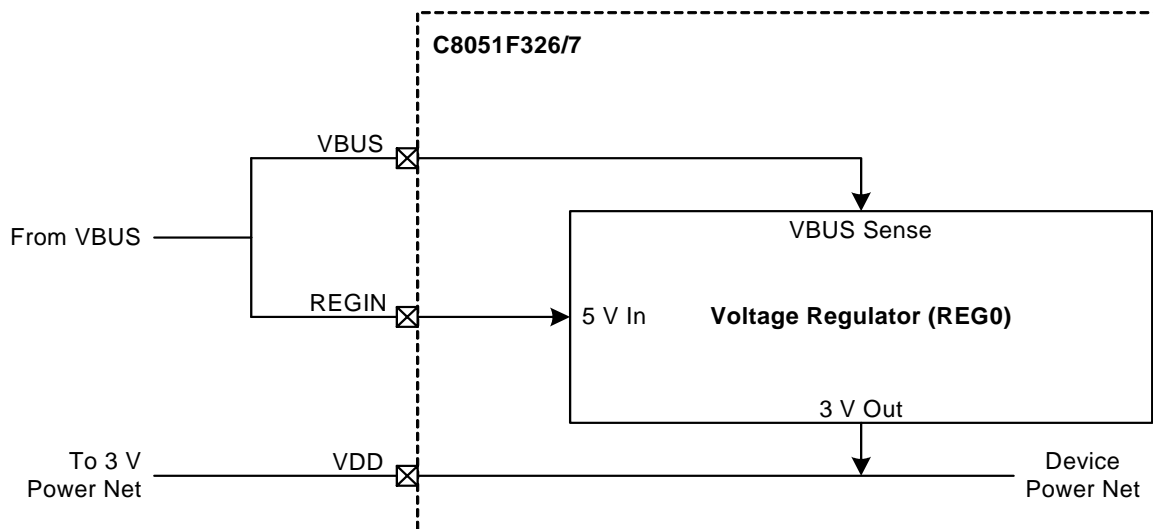 C8051F326/7
VBUS
From VBUS
VBUS Sense
REGIN
5 V In
Voltage Regulator (REG0)
3 V Out
To 3 V
Power Net
VDD
Device
Power Net